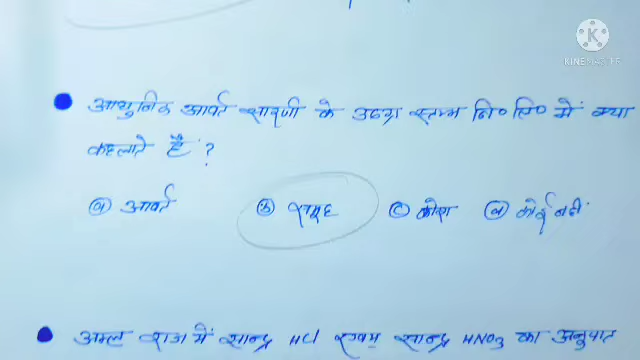 KINEMASTER
आधुनिक आवर्त सारणी के उदग्र स्तम्भ नि० लि० में क्या
कहलाते हैं ?
(a) आवर्त (b) समूह (c) कोश (d) कोई नहीं
अम्ल राज में सान्द्र HCl एवम् सान्द्र HNO3 का अनुपात